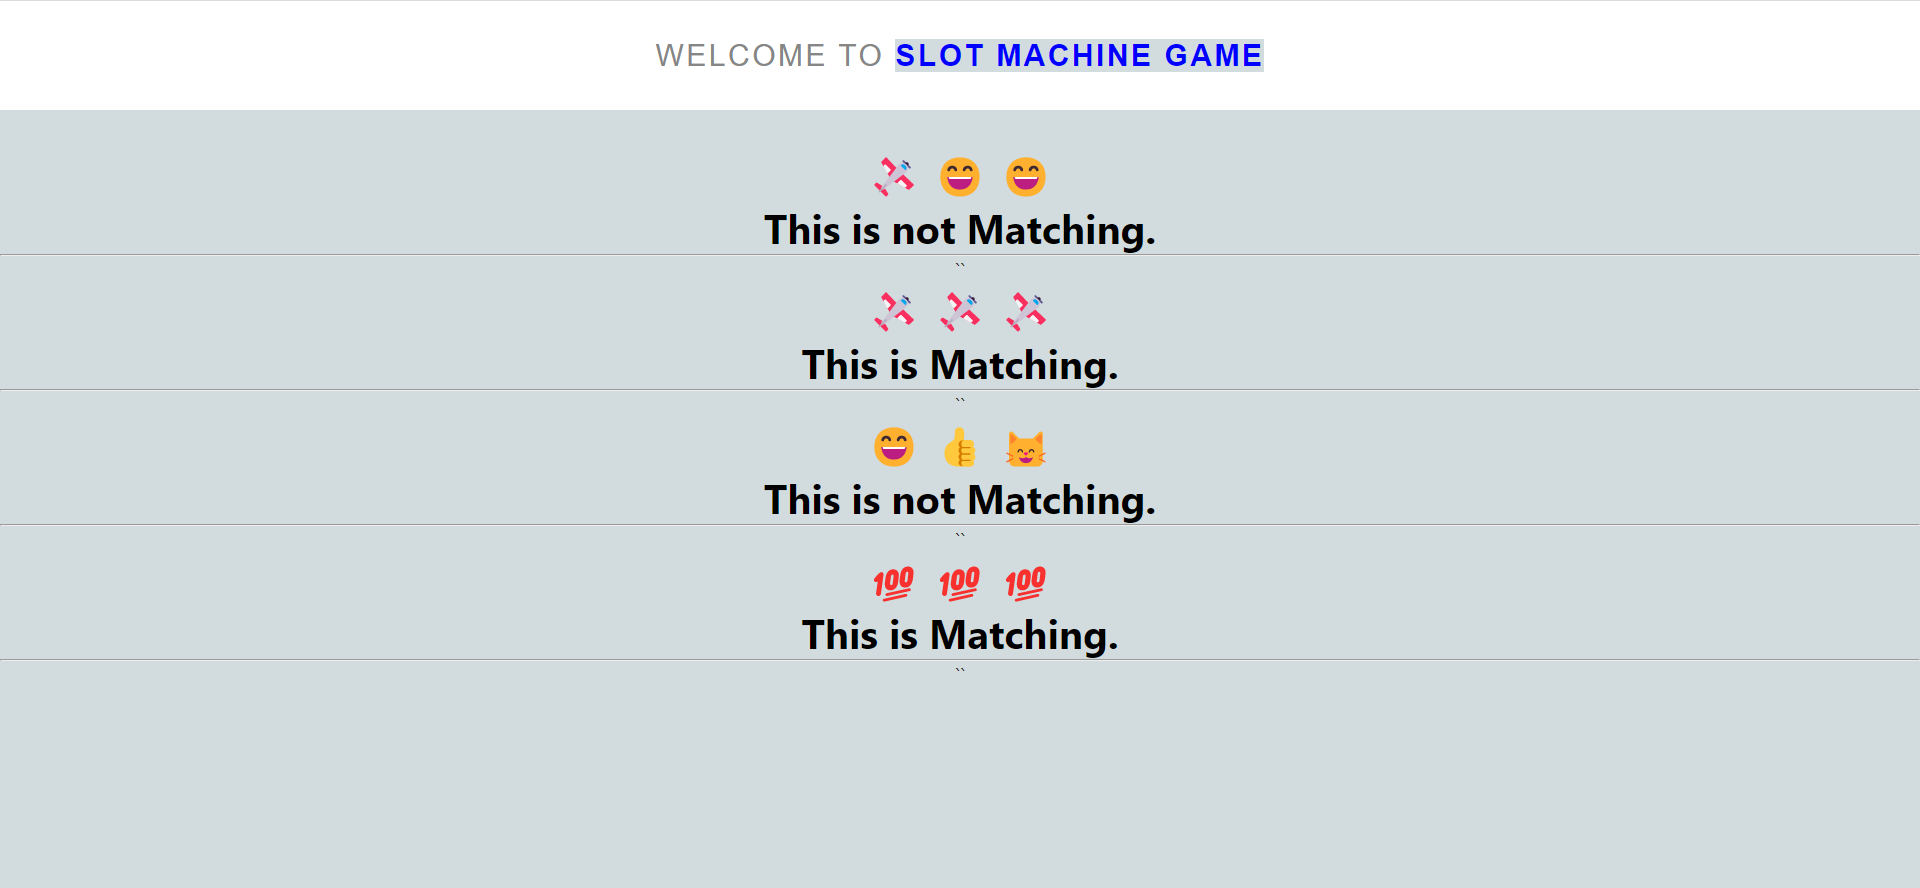 WELCOME TO SLOT MACHINE GAME
🛩 😄 😄
This is not Matching.
``
🛩 🛩 🛩
This is Matching.
``
😄 👍 😺
This is not Matching.
``
💯 💯 💯
This is Matching.
``